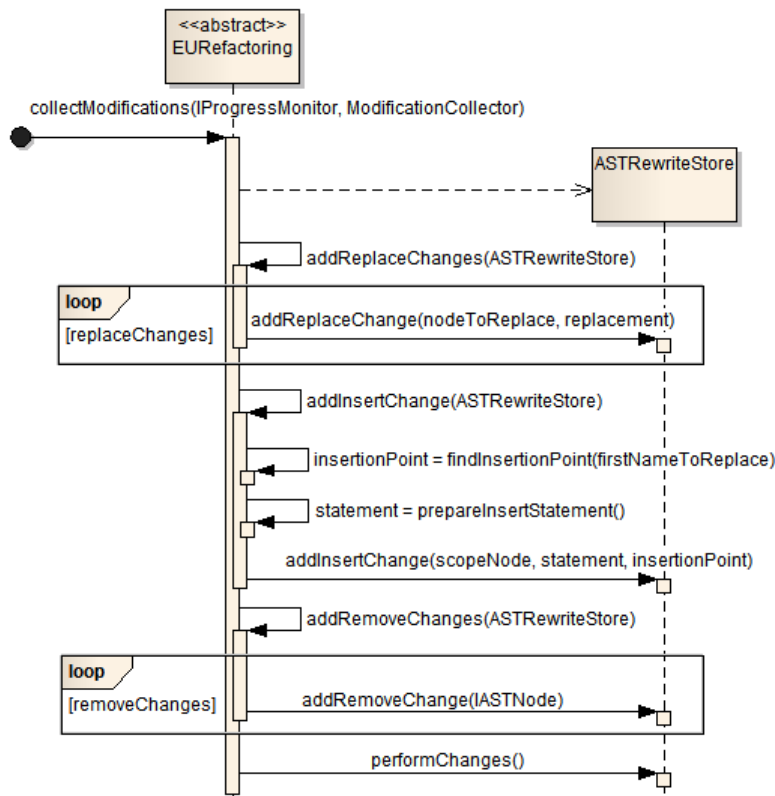 <<abstract>>
EURefactoring
collectModifications(IProgressMonitor, ModificationCollector)
ASTRewriteStore
addReplaceChanges(ASTRewriteStore)
loop
[replaceChanges]
addReplaceChange(nodeToReplace, replacement)
addInsertChange(ASTRewriteStore)
insertionPoint = findInsertionPoint(firstNameToReplace)
statement = prepareInsertStatement()
addInsertChange(scopeNode, statement, insertionPoint)
addRemoveChanges(ASTRewriteStore)
loop
[removeChanges]
addRemoveChange(IASTNode)
performChanges()